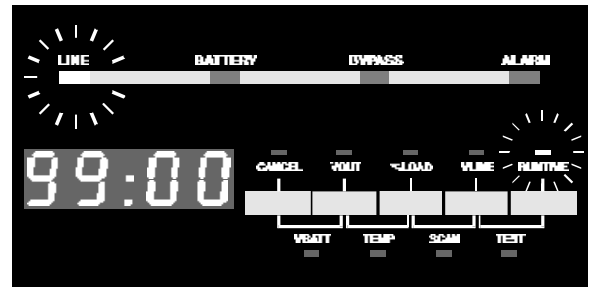 LINE BATTERY BYPASS ALARM
99:00
CANCEL VOUT %LOAD VLINE RUNTIME
VBATT TEMP SCAN TEST